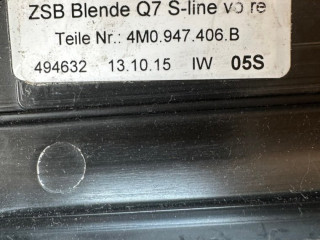 ZSB Blende Q7 S-line vo re
Teile Nr.: 4M0.947.406.B
494632 13.10.15 IW 05S